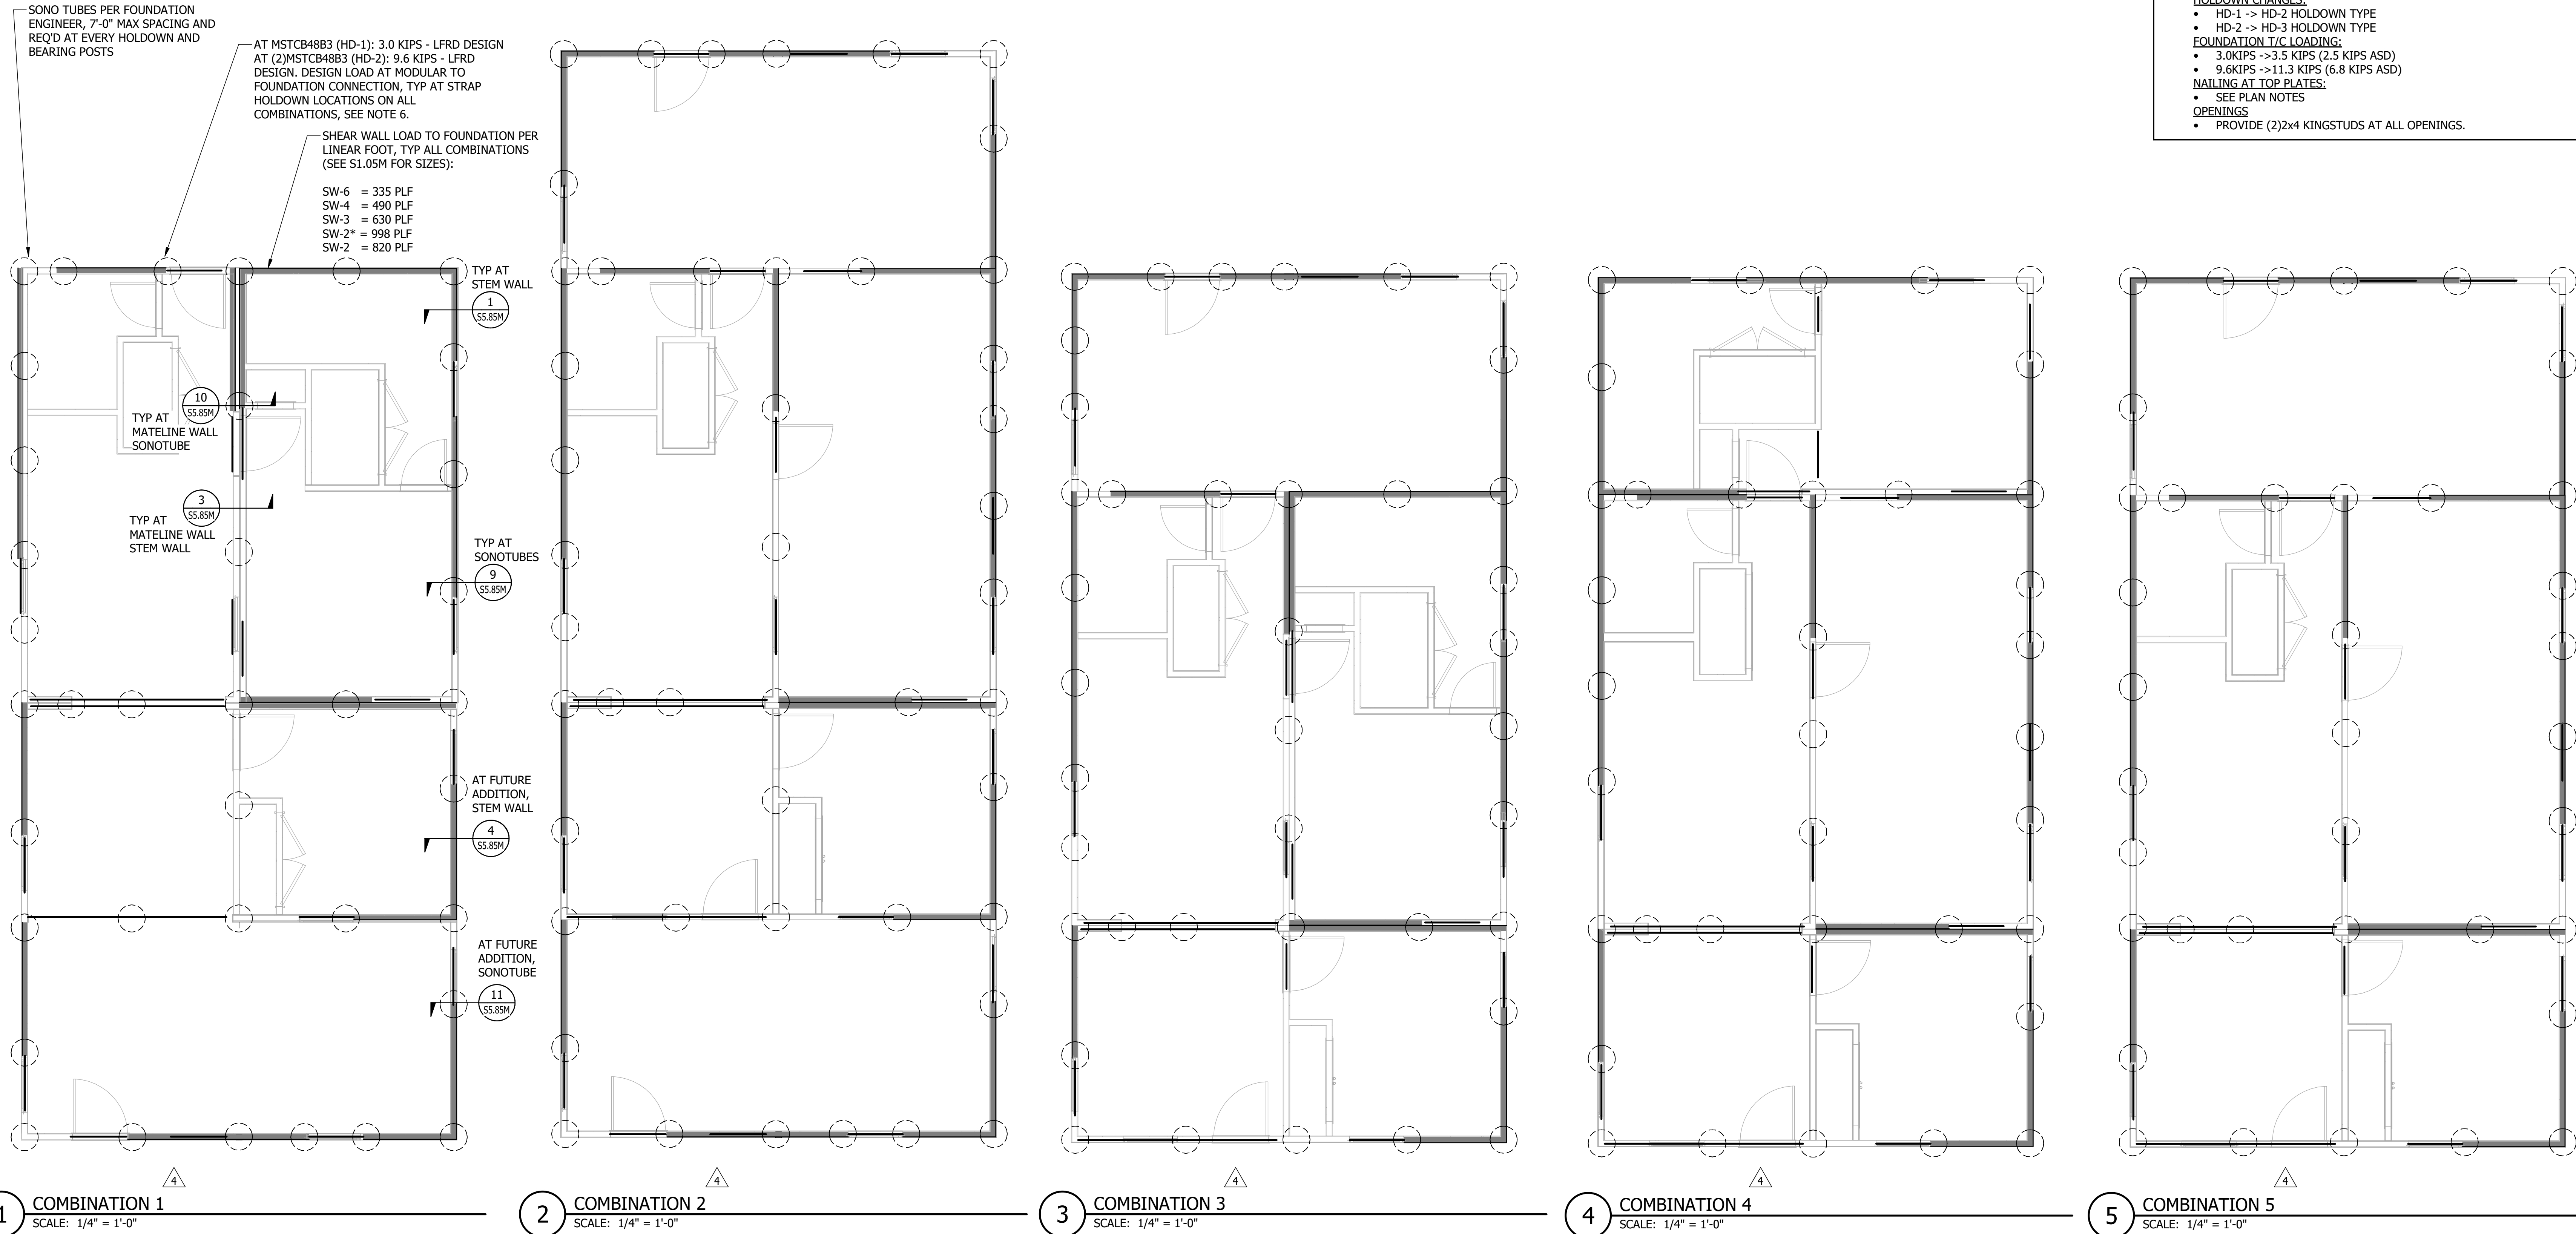 SONO TUBES PER FOUNDATION
ENGINEER, 7'-0" MAX SPACING AND
REQ'D AT EVERY HOLDOWN AND
BEARING POSTS
AT MSTCB48B3 (HD-1): 3.0 KIPS - LFRD DESIGN
AT (2)MSTCB48B3 (HD-2): 9.6 KIPS - LFRD
DESIGN. DESIGN LOAD AT MODULAR TO
FOUNDATION CONNECTION, TYP AT STRAP
HOLDOWN LOCATIONS ON ALL
COMBINATIONS, SEE NOTE 6.
SHEAR WALL LOAD TO FOUNDATION PER
LINEAR FOOT, TYP ALL COMBINATIONS
(SEE S1.05M FOR SIZES):
SW-6 = 335 PLF
SW-4 = 490 PLF
SW-3 = 630 PLF
SW-2* = 998 PLF
SW-2 = 820 PLF
HOLDOWN CHANGES:
• HD-1 -> HD-2 HOLDOWN TYPE
• HD-2 -> HD-3 HOLDOWN TYPE
FOUNDATION T/C LOADING:
• 3.0KIPS ->3.5 KIPS (2.5 KIPS ASD)
• 9.6KIPS ->11.3 KIPS (6.8 KIPS ASD)
NAILING AT TOP PLATES:
• SEE PLAN NOTES
OPENINGS
• PROVIDE (2)2x4 KINGSTUDS AT ALL OPENINGS.
TYP AT
STEM WALL
1
S5.85M
10
S5.85M
TYP AT
MATELINE WALL
SONOTUBE
3
S5.85M
TYP AT
MATELINE WALL
STEM WALL
TYP AT
SONOTUBES
9
S5.85M
AT FUTURE
ADDITION,
STEM WALL
4
S5.85M
AT FUTURE
ADDITION,
SONOTUBE
11
S5.85M
4
1
COMBINATION 1
SCALE: 1/4" = 1'-0"
4
2
COMBINATION 2
SCALE: 1/4" = 1'-0"
4
3
COMBINATION 3
SCALE: 1/4" = 1'-0"
4
4
COMBINATION 4
SCALE: 1/4" = 1'-0"
4
5
COMBINATION 5
SCALE: 1/4" = 1'-0"